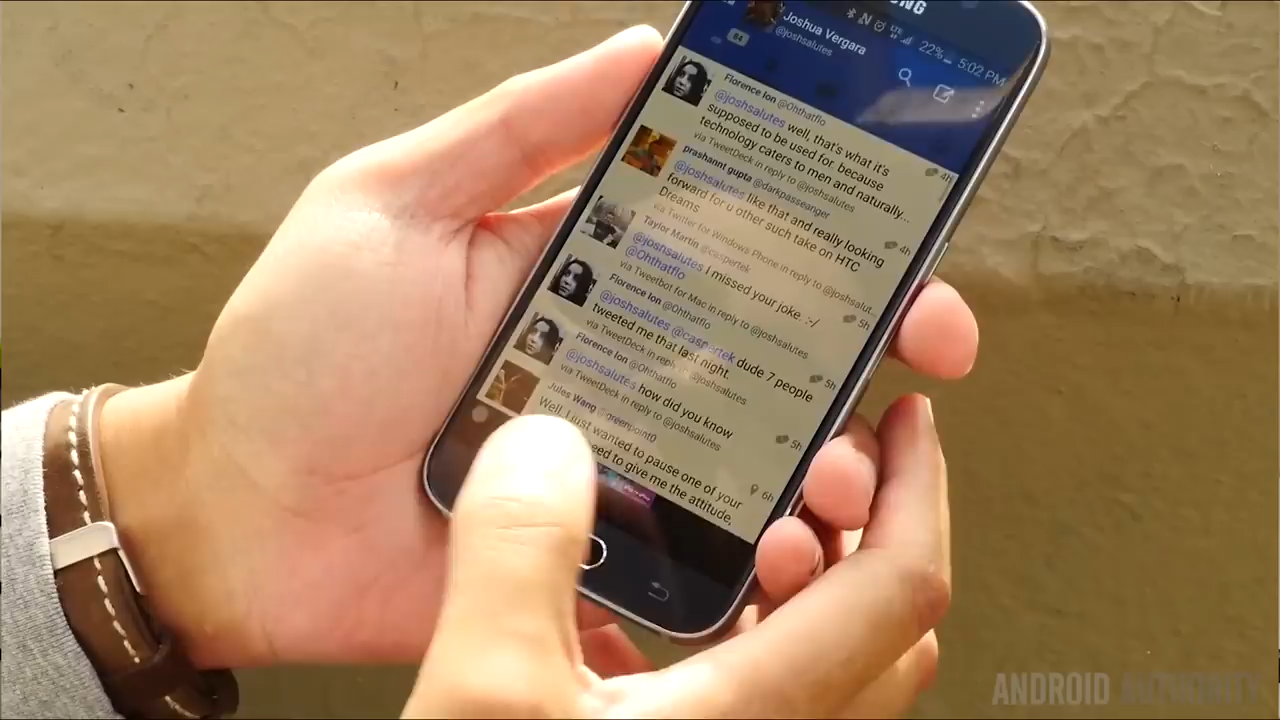 Joshua Vergara
@joshsalutes
54
22%
5:02 PM
Florence Ion @Ohthatflo
@joshsalutes well, that's what it's
supposed to be used for, because
technology caters to men and naturally...
via TweetDeck in reply to @joshsalutes
4h
prashannt gupta @darkpasseanger
@joshsalutes like that and really looking
forward for u other such take on HTC
Dreams
via Twitter for Windows Phone in reply to @joshsalut...
4h
Taylor Martin @caspertek
@joshsalutes I missed your joke. :-/
@Ohthatflo
via Tweetbot for Mac in reply to @joshsalutes
5h
Florence Ion @Ohthatflo
@joshsalutes @caspertek dude 7 people
tweeted me that last night.
via TweetDeck in reply to @joshsalutes
5h
Florence Ion @Ohthatflo
@joshsalutes how did you know
via TweetDeck in reply to @joshsalutes
5h
Jules Wang @greenpoint0
Well, I just wanted to pause one of your
to give me the attitude,
6h
ANDROID AUTHORITY